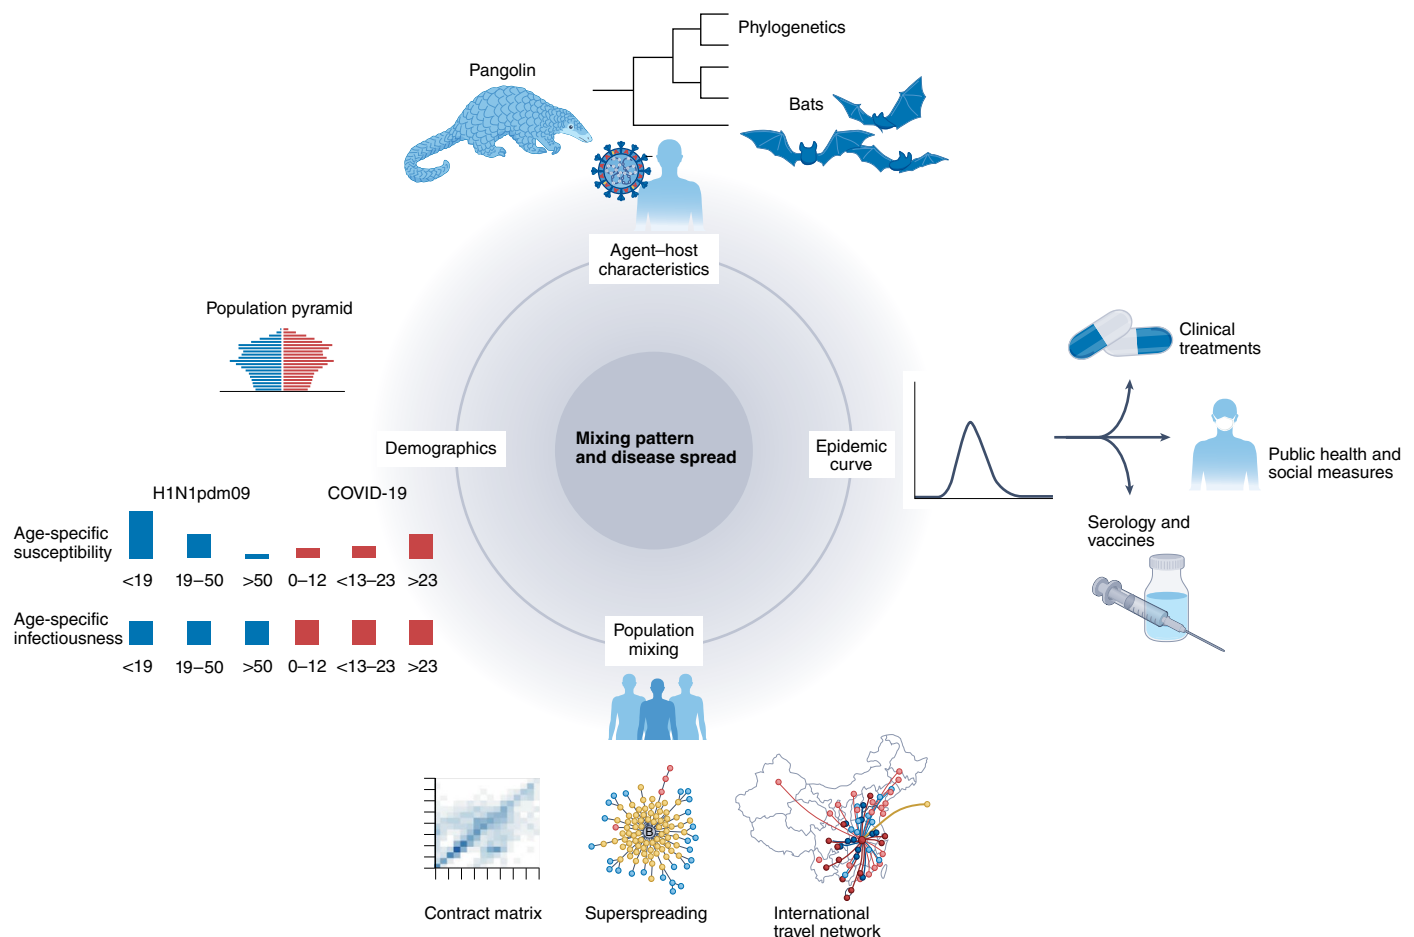 Phylogenetics
Pangolin
Bats
Agent–host
characteristics
Population pyramid
Clinical
treatments
Demographics
Mixing pattern
and disease spread
Epidemic
curve
Public health and
social measures
H1N1pdm09 COVID-19
Age-specific
susceptibility
<19 19–50 >50 0–12 <13–23 >23
Age-specific
infectiousness
<19 19–50 >50 0–12 <13–23 >23
Serology and
vaccines
Population
mixing
B
Contract matrix
Superspreading
International
travel network